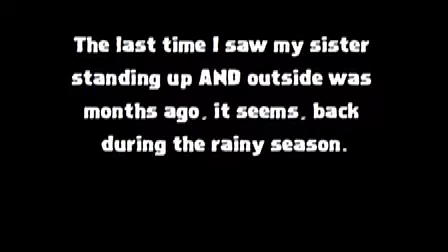 The last time I saw my sister
standing up AND outside was
months ago, it seems, back
during the rainy season.